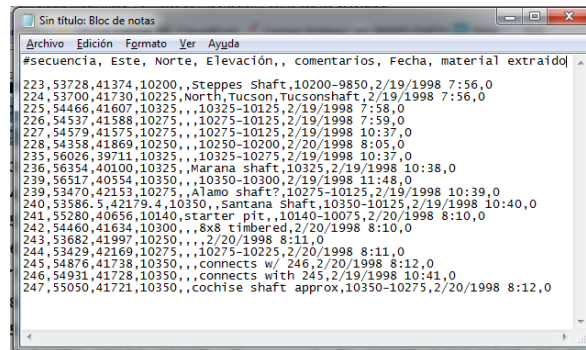 Sin título: Bloc de notas
Archivo Edición Formato Ver Ayuda
#secuencia, Este, Norte, Elevación,, comentarios, Fecha, material extraido
223,53728,41374,10200,,Steppes Shaft,10200-9850,2/19/1998 7:56,0
224,53700,41730,10225,North,Tucson,Tucsonshaft,2/19/1998 7:56,0
225,54466,41607,10325,,,10325-10125,2/19/1998 7:58,0
226,54537,41588,10275,,,10275-10125,2/19/1998 7:59,0
227,54579,41575,10275,,,10275-10125,2/19/1998 10:37,0
228,54358,41869,10250,,,10250-10200,2/20/1998 8:05,0
235,56026,39711,10325,,,10325-10275,2/19/1998 10:37,0
236,56354,40100,10325,,Marana shaft,10325,2/19/1998 10:38,0
239,56517,40554,10350,,,10350-10300,2/19/1998 11:48,0
239,53470,42153,10275,,Alamo shaft?,10275-10125,2/19/1998 10:39,0
240,53586.5,42179.4,10350,,Santana Shaft,10350-10125,2/19/1998 10:40,0
241,55280,40656,10140,starter pit,,10140-10075,2/20/1998 8:10,0
242,54460,41634,10300,,,8x8 timbered,2/20/1998 8:10,0
243,53682,41997,10250,,,,2/20/1998 8:11,0
244,53429,42169,10275,,,10275-10225,2/20/1998 8:11,0
245,54876,41738,10350,,,connects w/ 246,2/20/1998 8:12,0
246,54931,41728,10350,,,connects with 245,2/19/1998 10:41,0
247,55050,41721,10350,,,cochise shaft approx,10350-10275,2/20/1998 8:12,0